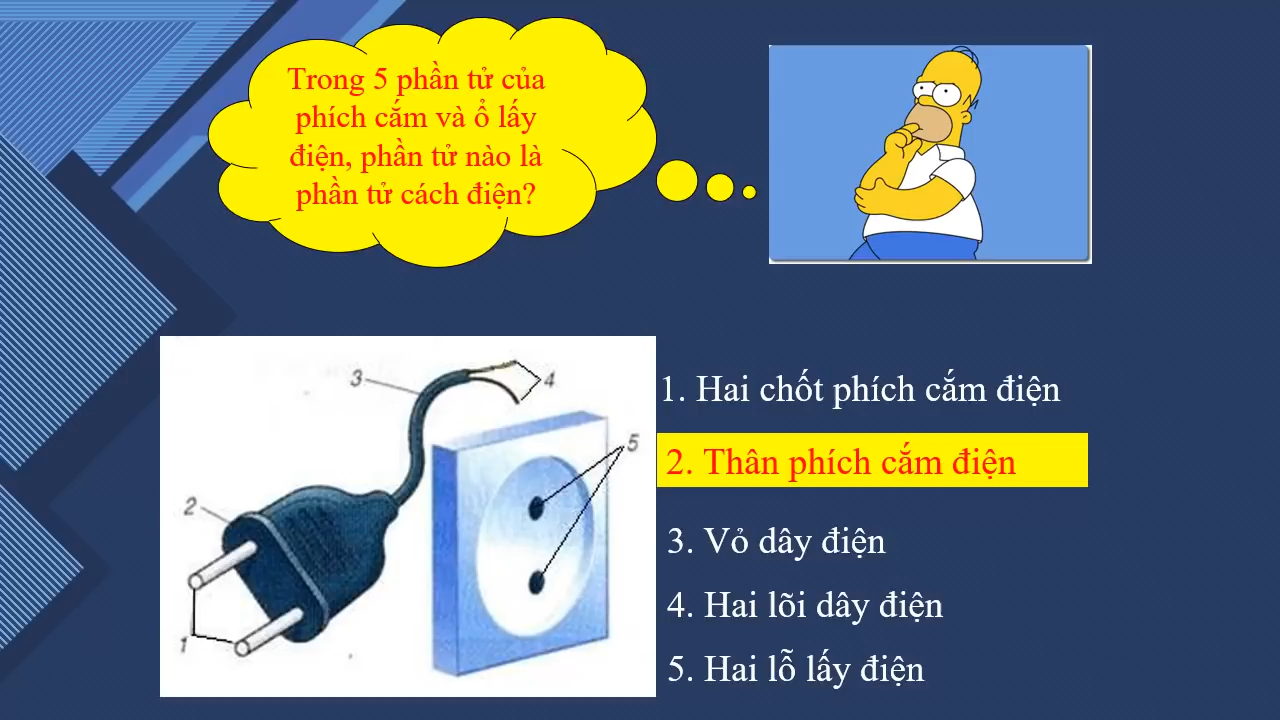 Trong 5 phần tử của
phích cắm và ổ lấy
điện, phần tử nào là
phần tử cách điện?
3
4
5
2
1
1. Hai chốt phích cắm điện
2. Thân phích cắm điện
3. Vỏ dây điện
4. Hai lõi dây điện
5. Hai lỗ lấy điện